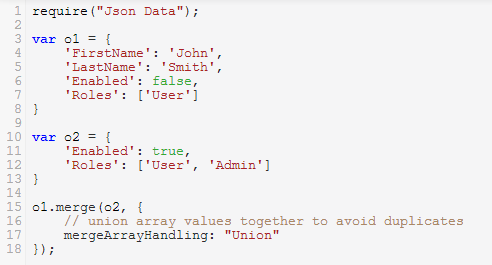 1 require("Json Data");
2
3 var o1 = {
4     'FirstName': 'John',
5     'LastName': 'Smith',
6     'Enabled': false,
7     'Roles': ['User']
8 }
9
10 var o2 = {
11     'Enabled': true,
12     'Roles': ['User', 'Admin']
13 }
14
15 o1.merge(o2, {
16     // union array values together to avoid duplicates
17     mergeArrayHandling: "Union"
18 });